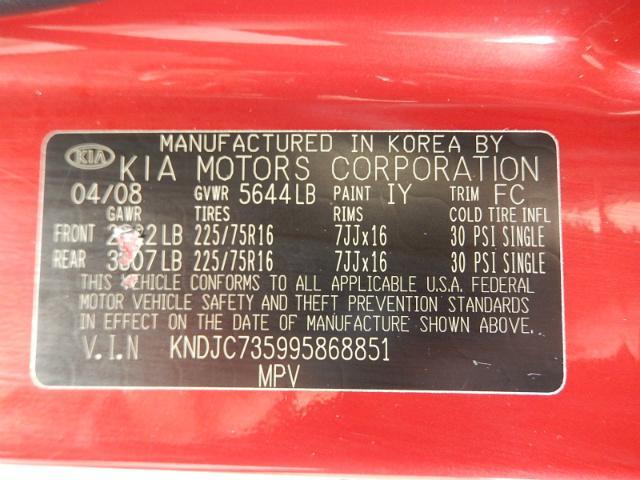 MANUFACTURED IN KOREA BY
KIA KIA MOTORS CORPORATION
04/08 GVWR 5644LB PAINT IY TRIM FC
GAWR TIRES RIMS COLD TIRE INFL
FRONT 225/75R16 7JJx16 30 PSI SINGLE
REAR 225/75R16 7JJx16 30 PSI SINGLE
THIS VEHICLE CONFORMS TO ALL APPLICABLE U.S.A. FEDERAL
MOTOR VEHICLE SAFETY AND THEFT PREVENTION STANDARDS
IN EFFECT ON THE DATE OF MANUFACTURE SHOWN ABOVE.
V.I.N KNDJC735995868851
MPV